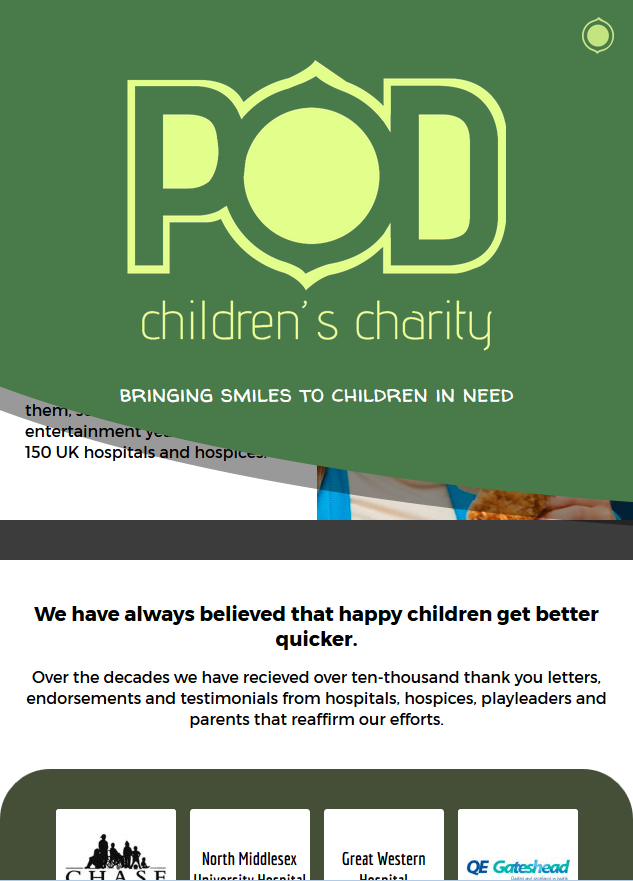 POD
children's charity
BRINGING SMILES TO CHILDREN IN NEED
them,
entertainment
150 UK hospitals and hospices.
We have always believed that happy children get better
quicker.
Over the decades we have recieved over ten-thousand thank you letters,
endorsements and testimonials from hospitals, hospices, playleaders and
parents that reaffirm our efforts.
CHASE
North Middlesex
University Hospital
Great Western
Hospital
QE Gateshead